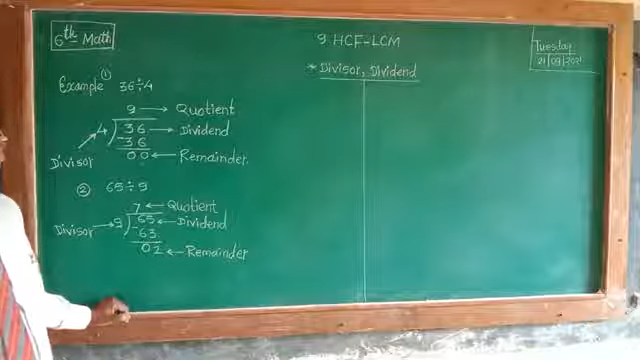 6th Math
9. HCF-LCM
Tuesday
21/09/2021
* Divisor, Dividend
Example ① 36÷4
9 → Quotient
4 ) 36 → Dividend
-36
00 ← Remainder
Divisor
② 65÷9
7 ← Quotient
Divisor → 9 ) 65 ← Dividend
-63
02 ← Remainder